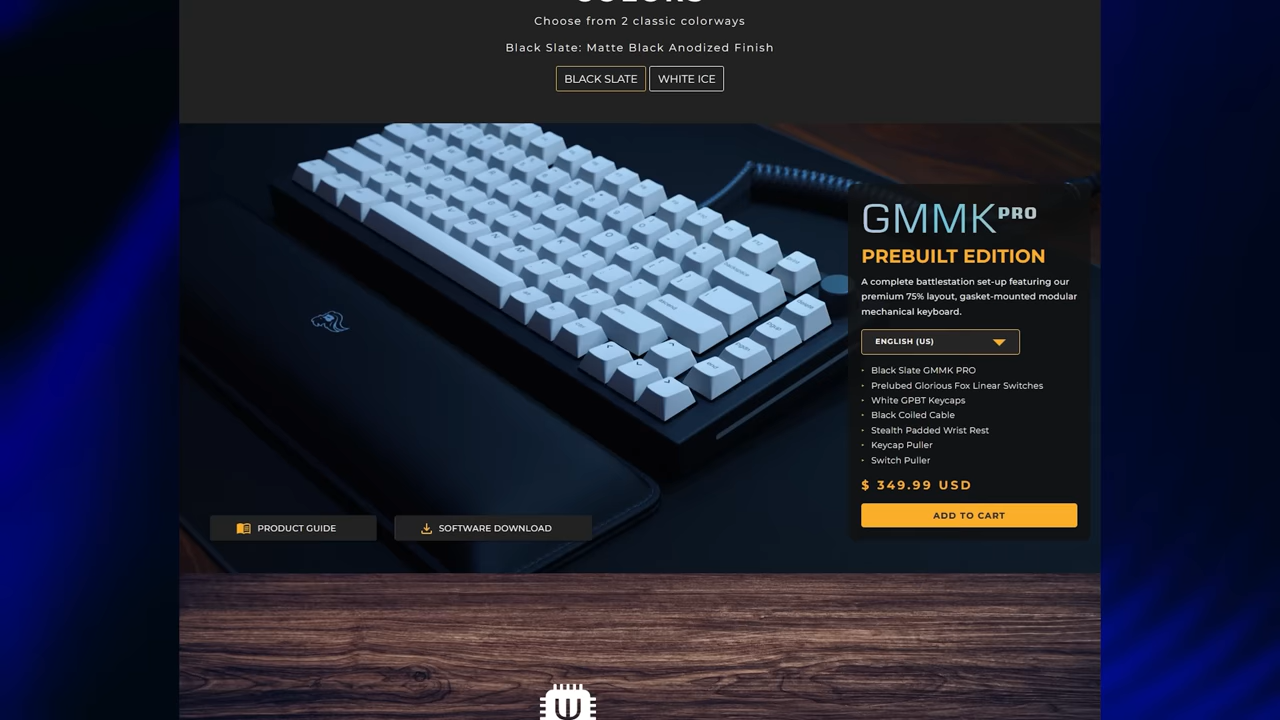 COLORS
Choose from 2 classic colorways
Black Slate: Matte Black Anodized Finish
BLACK SLATE
WHITE ICE
GMMK PRO
PREBUILT EDITION
A complete battlestation set-up featuring our
premium 75% layout, gasket-mounted modular
mechanical keyboard.
ENGLISH (US)
· Black Slate GMMK PRO
· Prelubed Glorious Fox Linear Switches
· White GPBT Keycaps
· Black Coiled Cable
· Stealth Padded Wrist Rest
· Keycap Puller
· Switch Puller
$ 349.99 USD
ADD TO CART
PRODUCT GUIDE
SOFTWARE DOWNLOAD